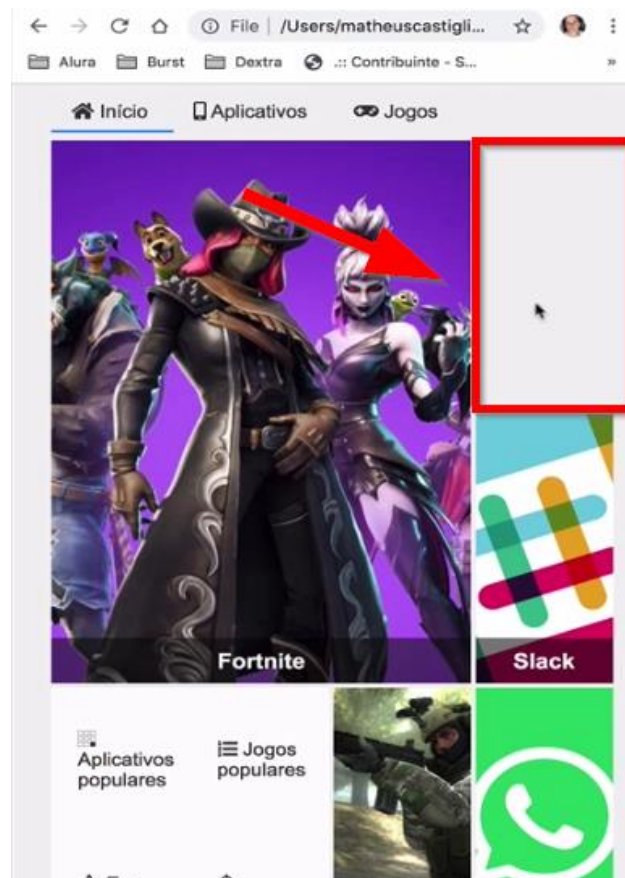 File | /Users/matheuscastigli...
Alura Burst Dextra .:: Contribuinte - S... »
Início Aplicativos Jogos
Fortnite
Slack
Aplicativos
populares
Jogos
populares